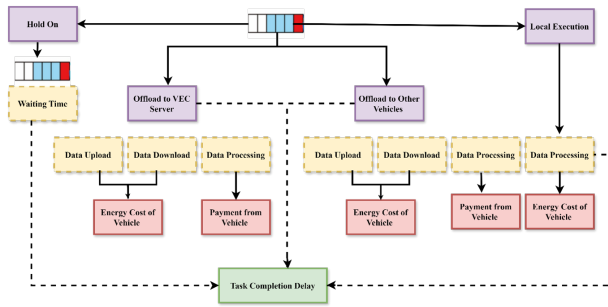 Hold On
Local Execution
Waiting Time
Offload to VEC
Server
Offload to Other
Vehicles
Data Upload
Data Download
Data Processing
Data Upload
Data Download
Data Processing
Data Processing
Energy Cost of
Vehicle
Payment from
Vehicle
Energy Cost of
Vehicle
Payment from
Vehicle
Energy Cost of
Vehicle
Task Completion Delay